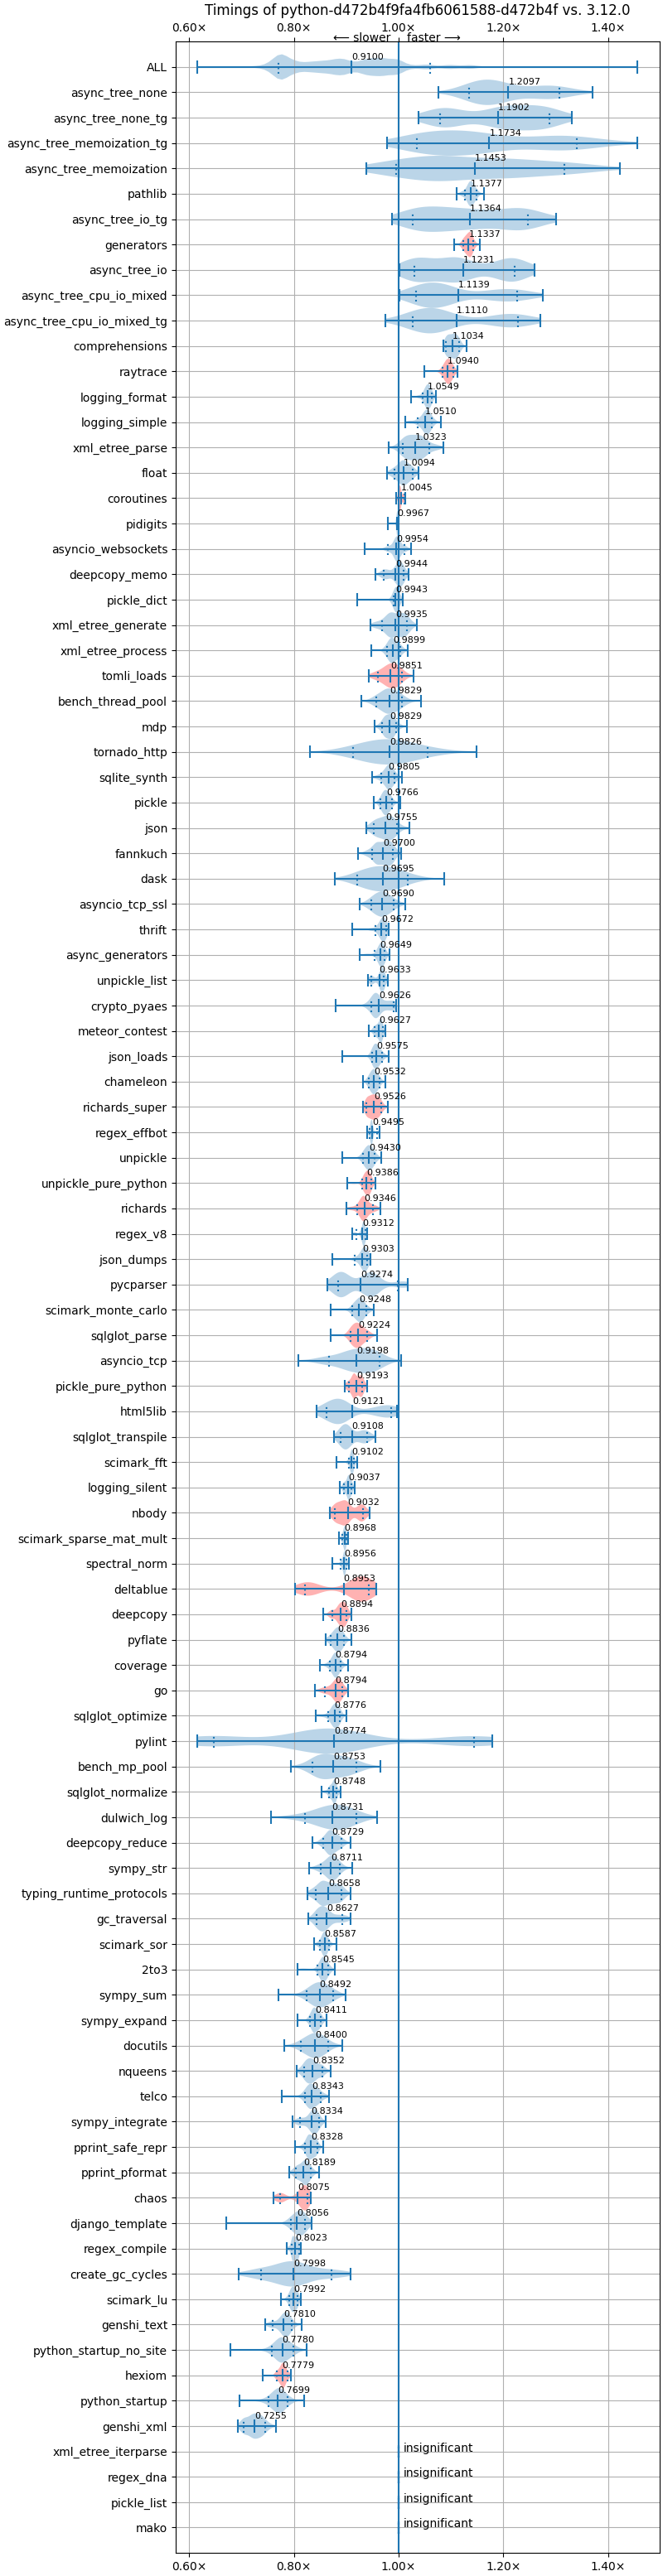 Timings of python-d472b4f9fa4fb6061588-d472b4f vs. 3.12.0
0.60× 0.80× 1.00× 1.20× 1.40×
⟵ slower faster ⟶
ALL 0.9100
async_tree_none 1.2097
async_tree_none_tg 1.1902
async_tree_memoization_tg 1.1734
async_tree_memoization 1.1453
pathlib 1.1377
async_tree_io_tg 1.1364
generators 1.1337
async_tree_io 1.1231
async_tree_cpu_io_mixed 1.1139
async_tree_cpu_io_mixed_tg 1.1110
comprehensions 1.1034
raytrace 1.0940
logging_format 1.0549
logging_simple 1.0510
xml_etree_parse 1.0323
float 1.0094
coroutines 1.0045
pidigits 0.9967
asyncio_websockets 0.9954
deepcopy_memo 0.9944
pickle_dict 0.9943
xml_etree_generate 0.9935
xml_etree_process 0.9899
tomli_loads 0.9851
bench_thread_pool 0.9829
mdp 0.9829
tornado_http 0.9826
sqlite_synth 0.9805
pickle 0.9766
json 0.9755
fannkuch 0.9700
dask 0.9695
asyncio_tcp_ssl 0.9690
thrift 0.9672
async_generators 0.9649
unpickle_list 0.9633
crypto_pyaes 0.9626
meteor_contest 0.9627
json_loads 0.9575
chameleon 0.9532
richards_super 0.9526
regex_effbot 0.9495
unpickle 0.9430
unpickle_pure_python 0.9386
richards 0.9346
regex_v8 0.9312
json_dumps 0.9303
pycparser 0.9274
scimark_monte_carlo 0.9248
sqlglot_parse 0.9224
asyncio_tcp 0.9198
pickle_pure_python 0.9193
html5lib 0.9121
sqlglot_transpile 0.9108
scimark_fft 0.9102
logging_silent 0.9037
nbody 0.9032
scimark_sparse_mat_mult 0.8968
spectral_norm 0.8956
deltablue 0.8953
deepcopy 0.8894
pyflate 0.8836
coverage 0.8794
go 0.8794
sqlglot_optimize 0.8776
pylint 0.8774
bench_mp_pool 0.8753
sqlglot_normalize 0.8748
dulwich_log 0.8731
deepcopy_reduce 0.8729
sympy_str 0.8711
typing_runtime_protocols 0.8658
gc_traversal 0.8627
scimark_sor 0.8587
2to3 0.8545
sympy_sum 0.8492
sympy_expand 0.8411
docutils 0.8400
nqueens 0.8352
telco 0.8343
sympy_integrate 0.8334
pprint_safe_repr 0.8328
pprint_pformat 0.8189
chaos 0.8075
django_template 0.8056
regex_compile 0.8023
create_gc_cycles 0.7998
scimark_lu 0.7992
genshi_text 0.7810
python_startup_no_site 0.7780
hexiom 0.7779
python_startup 0.7699
genshi_xml 0.7255
xml_etree_iterparse insignificant
regex_dna insignificant
pickle_list insignificant
mako insignificant
0.60× 0.80× 1.00× 1.20× 1.40×